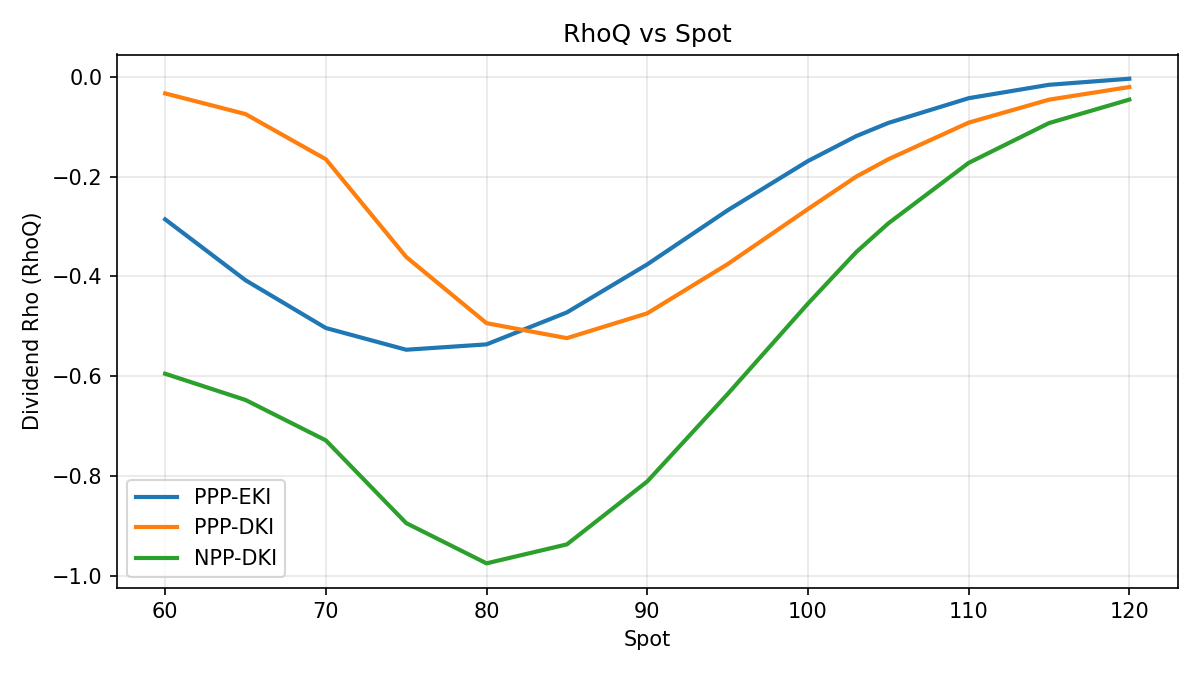 RhoQ vs Spot
Dividend Rho (RhoQ)
0.0
−0.2
−0.4
−0.6
−0.8
−1.0
PPP-EKI
PPP-DKI
NPP-DKI
60 70 80 90 100 110 120
Spot